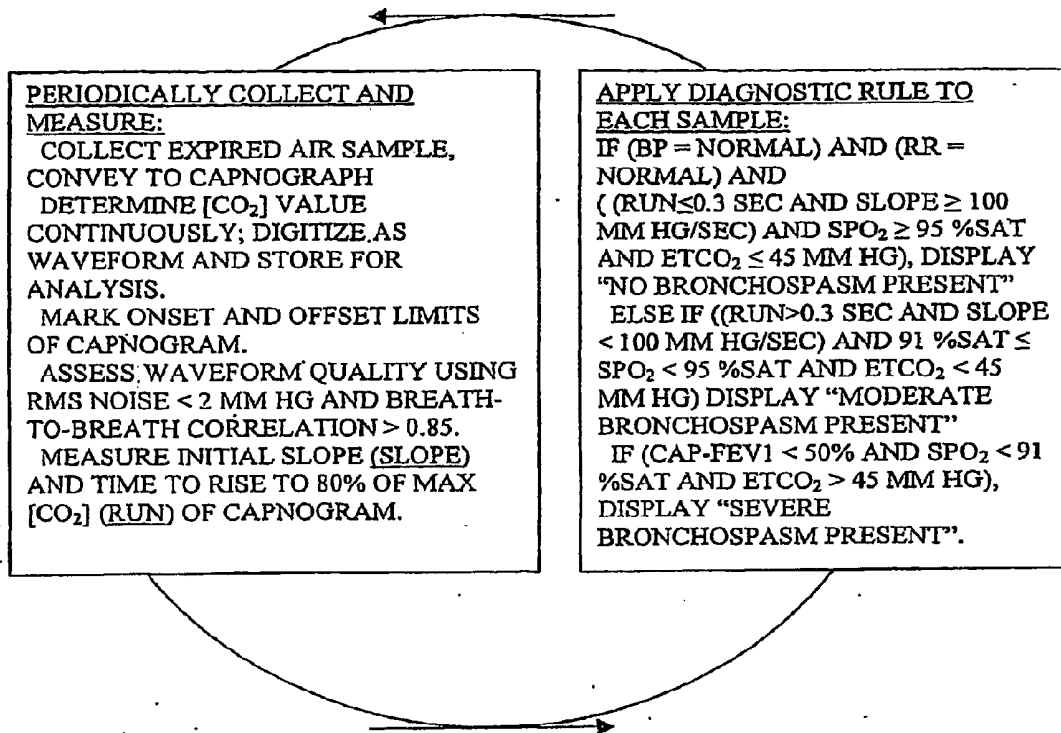 PERIODICALLY COLLECT AND
MEASURE:
COLLECT EXPIRED AIR SAMPLE,
CONVEY TO CAPNOGRAPH
DETERMINE [CO₂] VALUE
CONTINUOUSLY; DIGITIZE AS
WAVEFORM AND STORE FOR
ANALYSIS.
MARK ONSET AND OFFSET LIMITS
OF CAPNOGRAM.
ASSESS WAVEFORM QUALITY USING
RMS NOISE < 2 MM HG AND BREATH-
TO-BREATH CORRELATION > 0.85.
MEASURE INITIAL SLOPE (SLOPE)
AND TIME TO RISE TO 80% OF MAX
[CO₂] (RUN) OF CAPNOGRAM.
APPLY DIAGNOSTIC RULE TO
EACH SAMPLE:
IF (BP = NORMAL) AND (RR =
NORMAL) AND
( (RUN≤0.3 SEC AND SLOPE ≥ 100
MM HG/SEC) AND SPO₂ ≥ 95 %SAT
AND ETCO₂ ≤ 45 MM HG), DISPLAY
“NO BRONCHOSPASM PRESENT”
ELSE IF ((RUN>0.3 SEC AND SLOPE
< 100 MM HG/SEC) AND 91 %SAT ≤
SPO₂ < 95 %SAT AND ETCO₂ < 45
MM HG) DISPLAY “MODERATE
BRONCHOSPASM PRESENT”
IF (CAP-FEV1 < 50% AND SPO₂ < 91
%SAT AND ETCO₂ > 45 MM HG),
DISPLAY “SEVERE
BRONCHOSPASM PRESENT”.